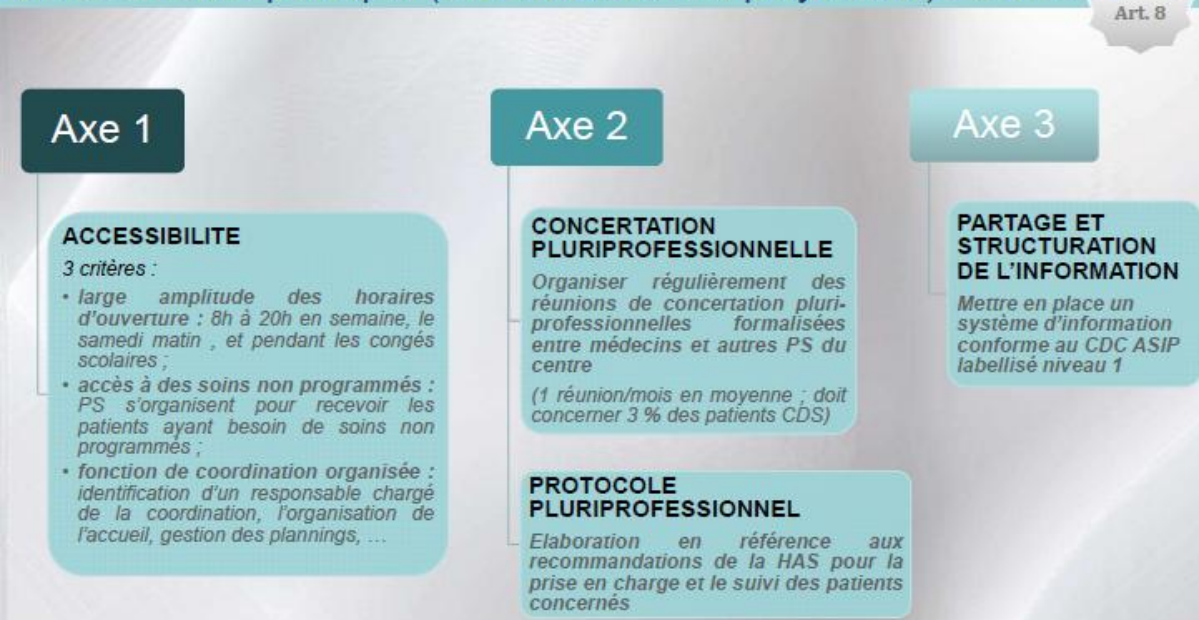 Art. 8
Axe 1
ACCESSIBILITE
3 critères :
• large amplitude des horaires
d'ouverture : 8h à 20h en semaine, le
samedi matin , et pendant les congés
scolaires ;
• accès à des soins non programmés :
PS s'organisent pour recevoir les
patients ayant besoin de soins non
programmés ;
• fonction de coordination organisée :
identification d'un responsable chargé
de la coordination, l'organisation de
l'accueil, gestion des plannings, …
Axe 2
CONCERTATION
PLURIPROFESSIONNELLE
Organiser régulièrement des
réunions de concertation pluri-
professionnelles formalisées
entre médecins et autres PS du
centre
(1 réunion/mois en moyenne ; doit
concerner 3 % des patients CDS)
PROTOCOLE
PLURIPROFESSIONNEL
Elaboration en référence aux
recommandations de la HAS pour la
prise en charge et le suivi des patients
concernés
Axe 3
PARTAGE ET
STRUCTURATION
DE L'INFORMATION
Mettre en place un
système d'information
conforme au CDC ASIP
labellisé niveau 1